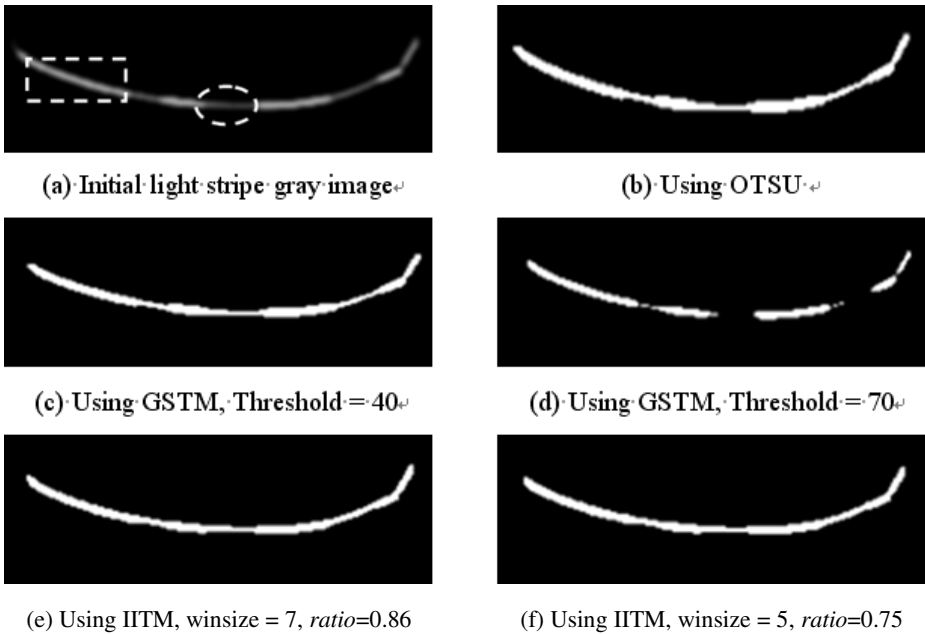 (a) Initial light stripe gray image
(b) Using OTSU
(c) Using GSTM, Threshold = 40
(d) Using GSTM, Threshold = 70
(e) Using IITM, winsize = 7, ratio=0.86
(f) Using IITM, winsize = 5, ratio=0.75